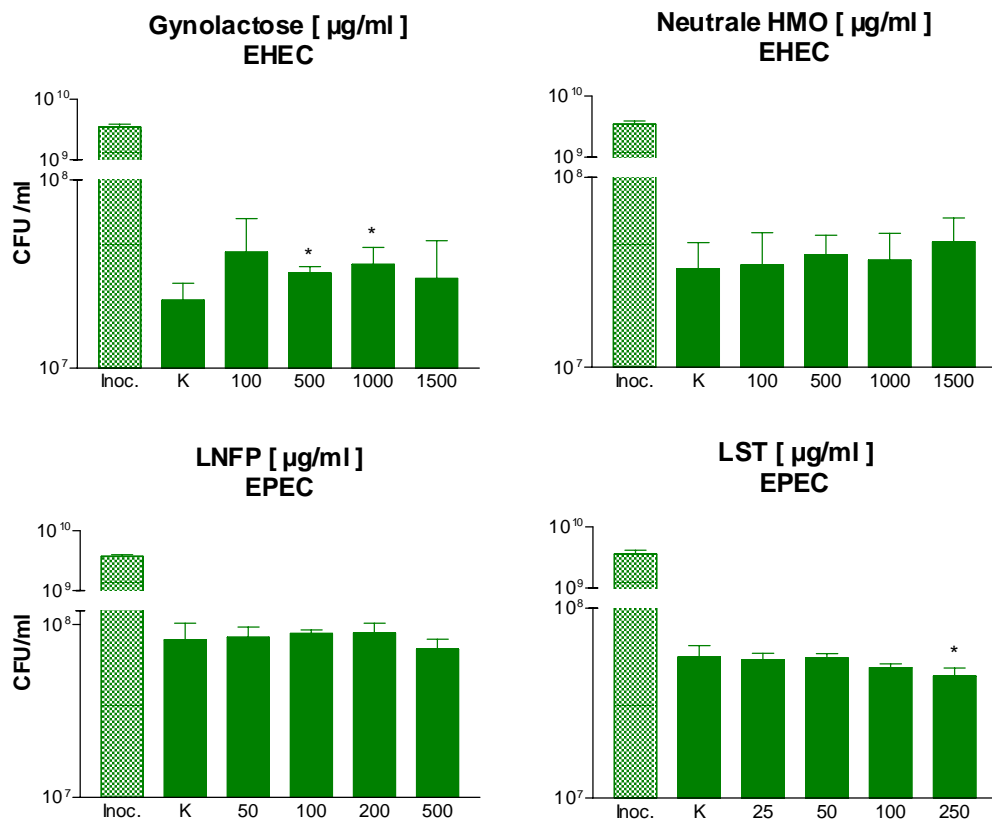 Gynolactose [ µg/ml ]
EHEC
CFU /ml
10^10
10^9
10^8
10^7
*
*
Inoc. K 100 500 1000 1500
Neutrale HMO [ µg/ml ]
EHEC
10^10
10^9
10^8
10^7
Inoc. K 100 500 1000 1500
LNFP [ µg/ml ]
EPEC
CFU/ml
10^10
10^9
10^8
10^7
Inoc. K 50 100 200 500
LST [ µg/ml ]
EPEC
10^10
10^9
10^8
10^7
*
Inoc. K 25 50 100 250